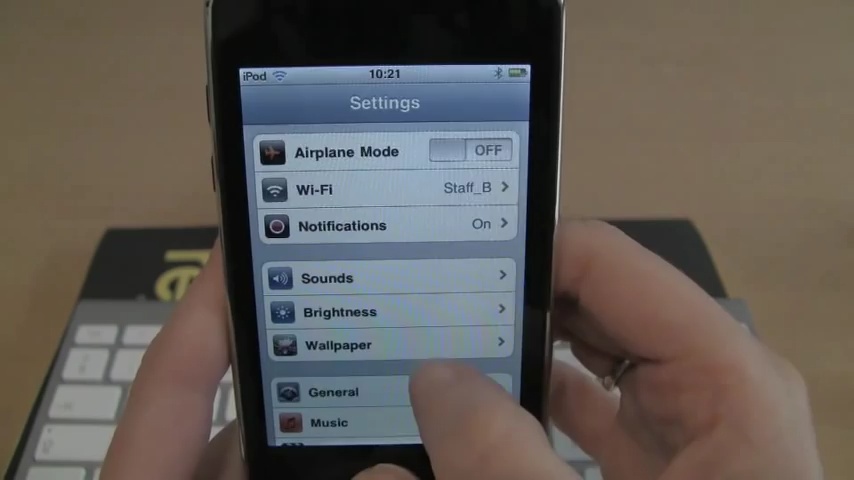 iPod 10:21
Settings
Airplane Mode OFF
Wi-Fi Staff_B
Notifications On
Sounds
Brightness
Wallpaper
General
Music